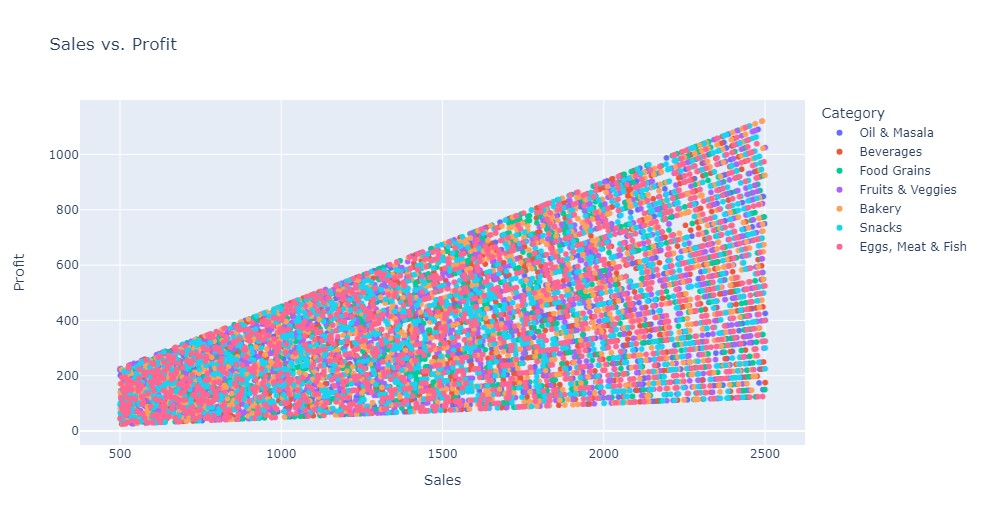 Sales vs. Profit
Category
Oil & Masala
Beverages
Food Grains
Fruits & Veggies
Bakery
Snacks
Eggs, Meat & Fish
Profit
1000
800
600
400
200
0
500 1000 1500 2000 2500
Sales